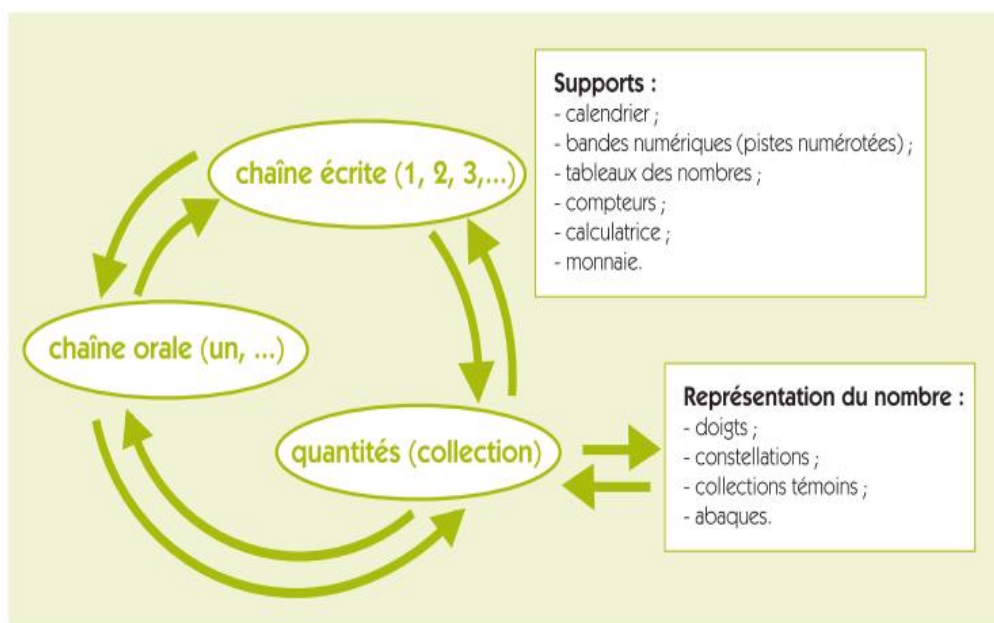 Supports :
- calendrier ;
- bandes numériques (pistes numérotées) ;
- tableaux des nombres ;
- compteurs ;
- calculatrice ;
- monnaie.
chaîne écrite (1, 2, 3,...)
chaîne orale (un, ...)
quantités (collection)
Représentation du nombre :
- doigts ;
- constellations ;
- collections témoins ;
- abaques.